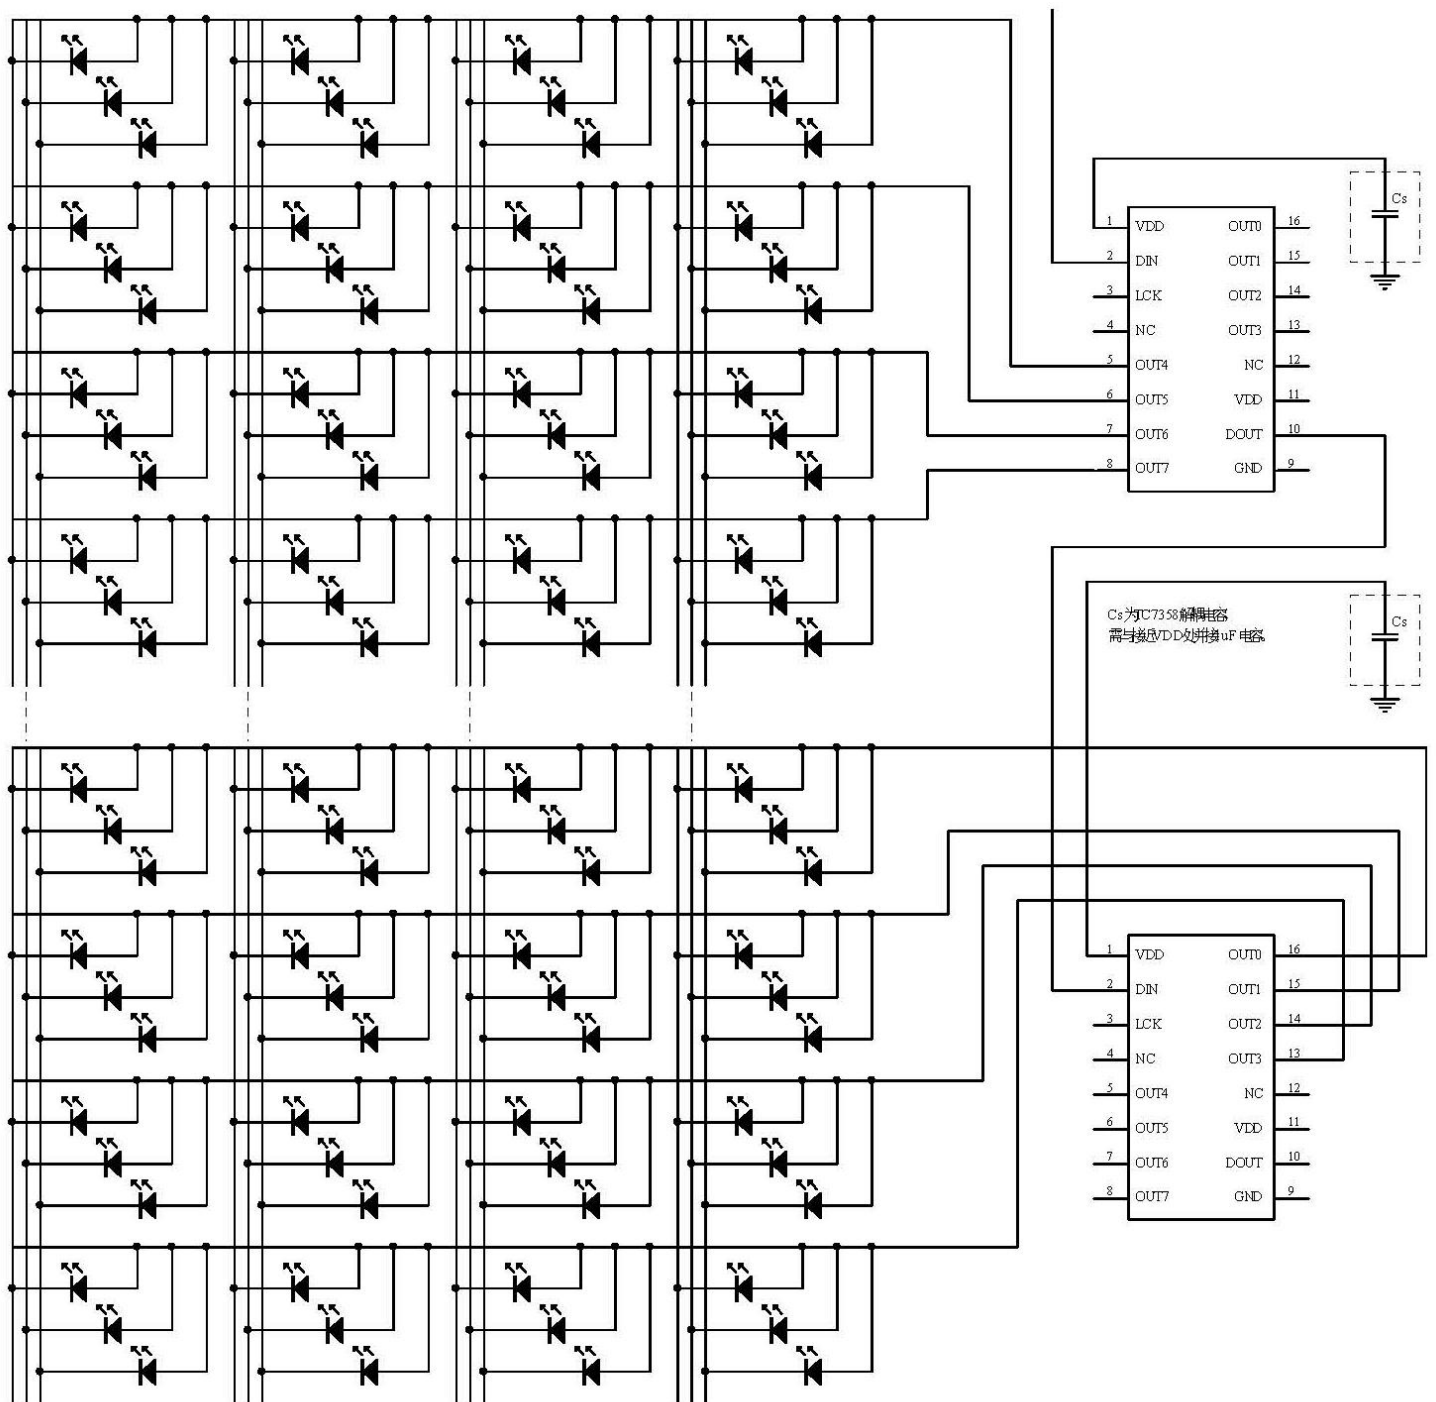 Cs
1 VDD OUT0 16
2 DIN OUT1 15
3 LCK OUT2 14
4 NC OUT3 13
5 OUT4 NC 12
6 OUT5 VDD 11
7 OUT6 DOUT 10
8 OUT7 GND 9
Cs为TC7358解耦电容,
需与接近VDD处并接1uF电容。
Cs
1 VDD OUT0 16
2 DIN OUT1 15
3 LCK OUT2 14
4 NC OUT3 13
5 OUT4 NC 12
6 OUT5 VDD 11
7 OUT6 DOUT 10
8 OUT7 GND 9